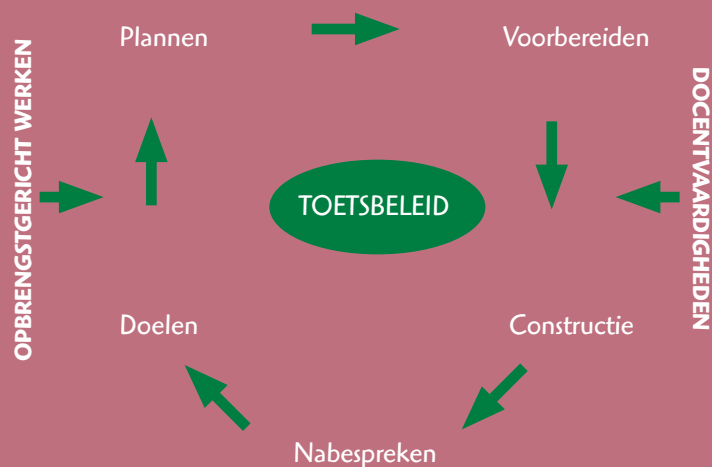 Plannen
Voorbereiden
OPBRENGSTGERICHT WERKEN
DOCENTVAARDIGHEDEN
TOETSBELEID
Doelen
Constructie
Nabespreken